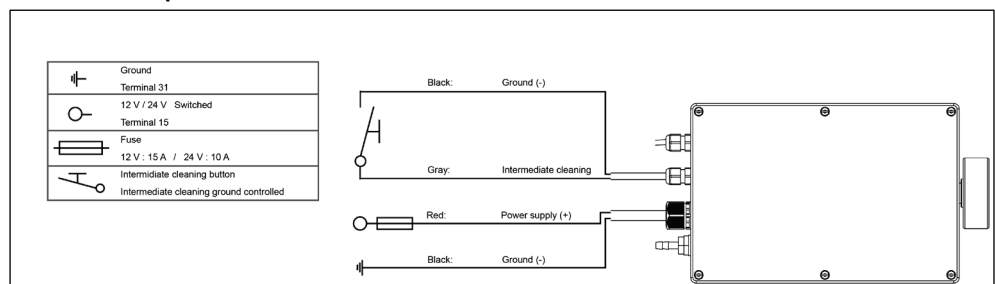 Ground
Terminal 31
12 V / 24 V Switched
Terminal 15
Fuse
12 V : 15 A / 24 V : 10 A
Intermidiate cleaning button
Intermediate cleaning ground controlled
Black: Ground (-)
Gray: Intermediate cleaning
Red: Power supply (+)
Black: Ground (-)